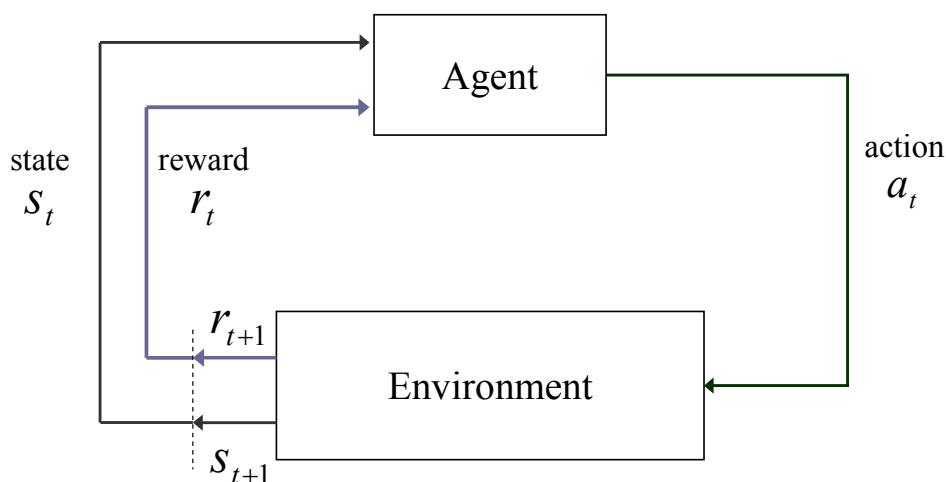 Agent
state
s_t
reward
r_t
action
a_t
r_{t+1}
Environment
s_{t+1}